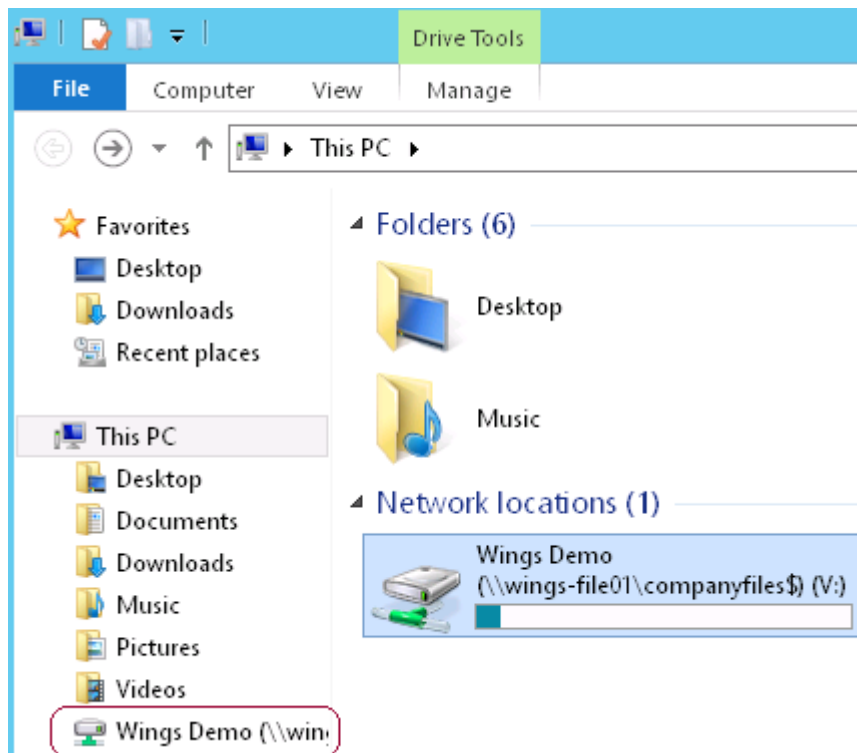 Drive Tools
File Computer View Manage
This PC
Favorites
Desktop
Downloads
Recent places
This PC
Desktop
Documents
Downloads
Music
Pictures
Videos
Wings Demo (\\wing
Folders (6)
Desktop
Music
Network locations (1)
Wings Demo
(\\wings-file01\companyfiles$) (V:)